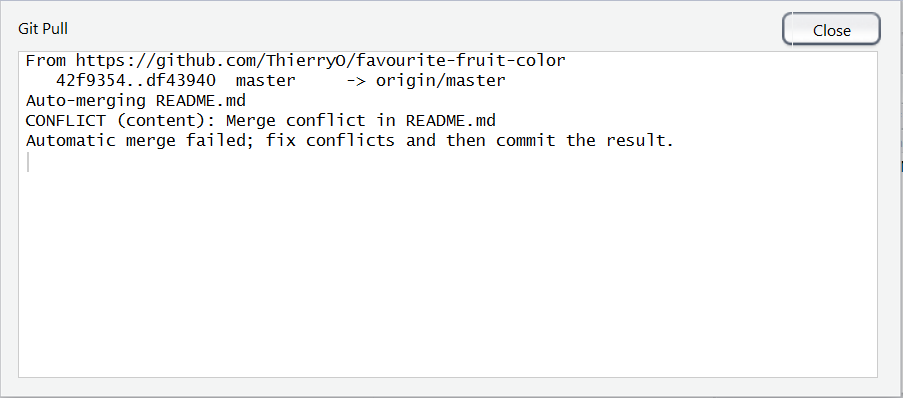 Git Pull
Close
From https://github.com/ThierryO/favourite-fruit-color
   42f9354..df43940  master     -> origin/master
Auto-merging README.md
CONFLICT (content): Merge conflict in README.md
Automatic merge failed; fix conflicts and then commit the result.